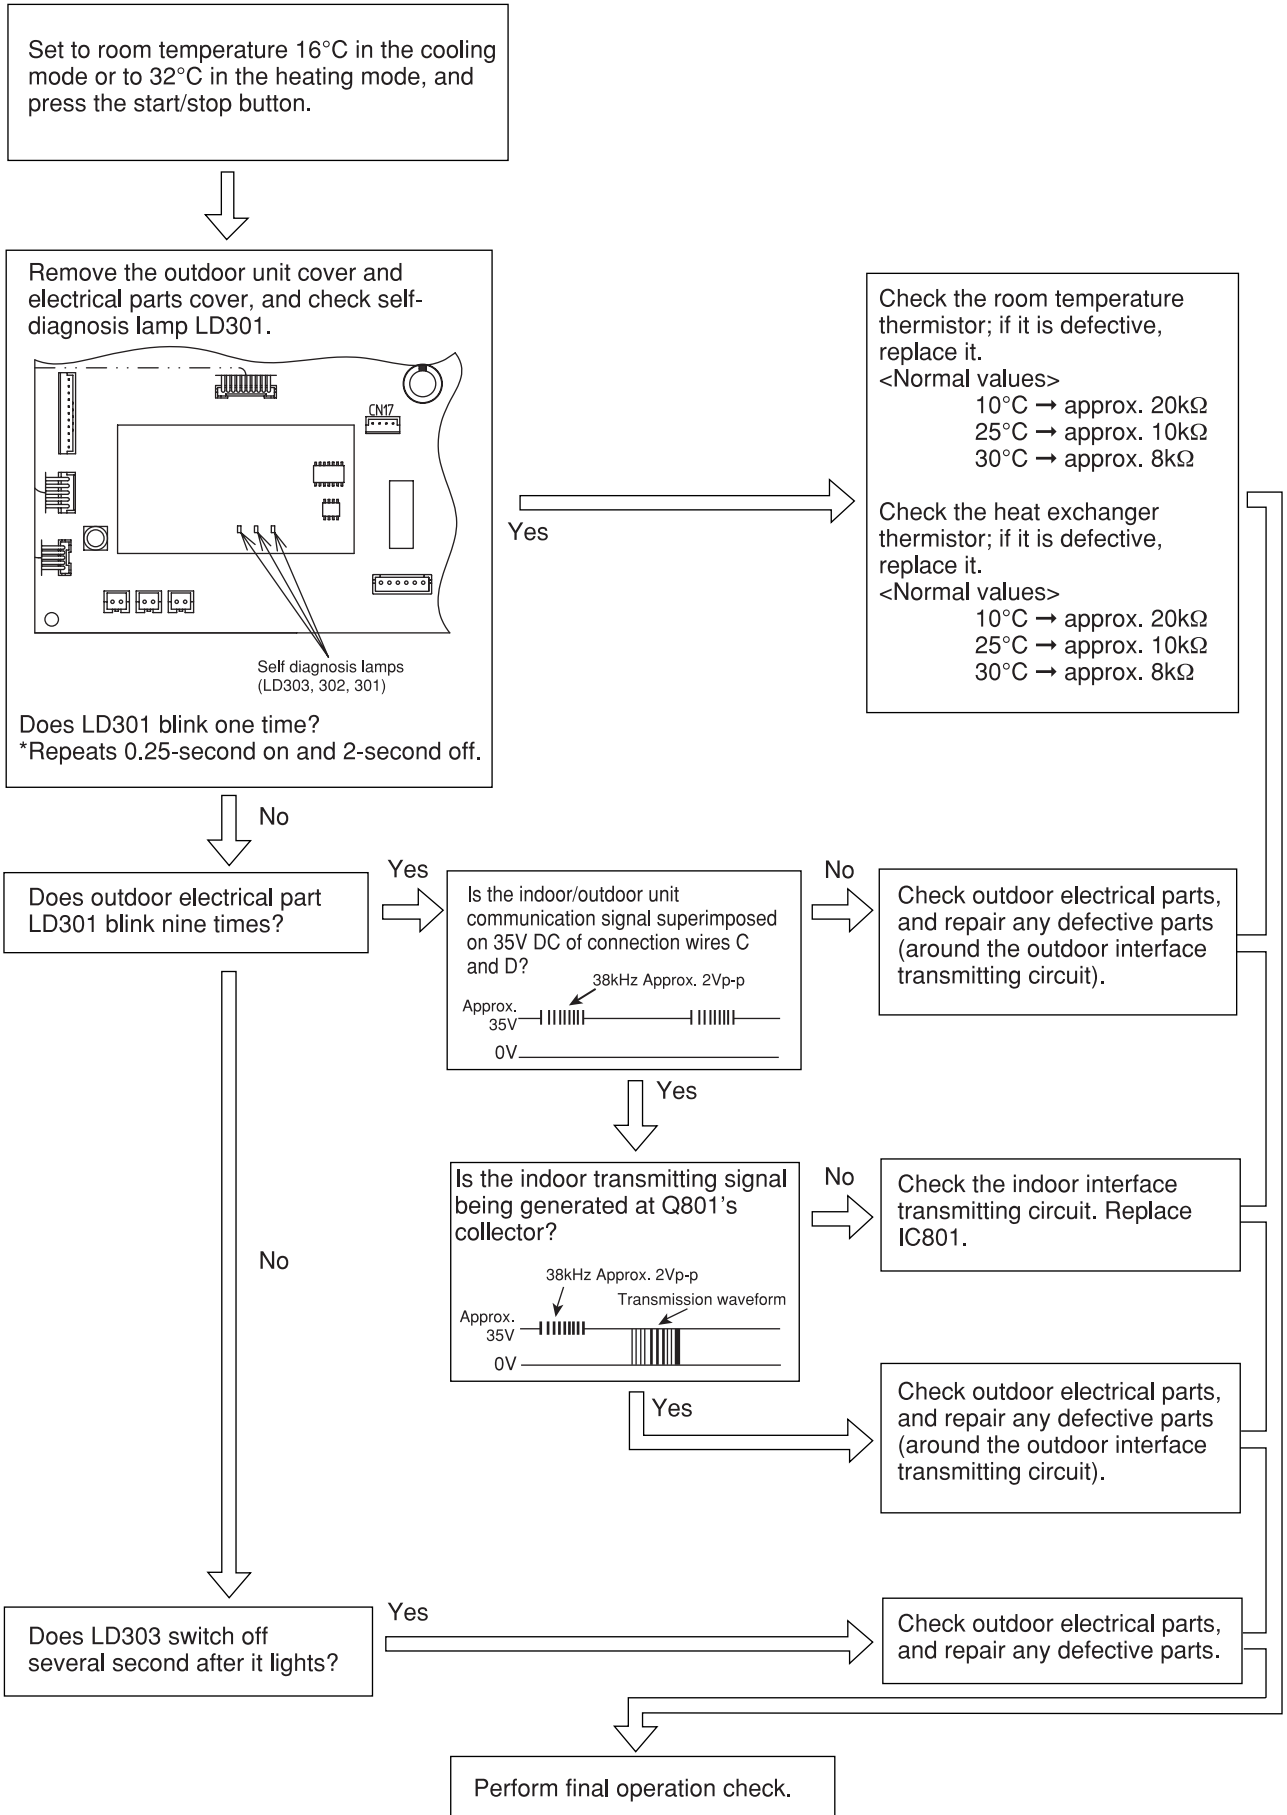 Set to room temperature 16°C in the cooling
mode or to 32°C in the heating mode, and
press the start/stop button.
Remove the outdoor unit cover and
electrical parts cover, and check self-
diagnosis lamp LD301.
CN17
Self diagnosis lamps
(LD303, 302, 301)
Does LD301 blink one time?
*Repeats 0.25-second on and 2-second off.
Yes
Check the room temperature
thermistor; if it is defective,
replace it.
<Normal values>
10°C → approx. 20kΩ
25°C → approx. 10kΩ
30°C → approx. 8kΩ
Check the heat exchanger
thermistor; if it is defective,
replace it.
<Normal values>
10°C → approx. 20kΩ
25°C → approx. 10kΩ
30°C → approx. 8kΩ
No
Does outdoor electrical part
LD301 blink nine times?
Yes
Is the indoor/outdoor unit
communication signal superimposed
on 35V DC of connection wires C
and D?
38kHz Approx. 2Vp-p
Approx.
35V
0V
No
Check outdoor electrical parts,
and repair any defective parts
(around the outdoor interface
transmitting circuit).
Yes
Is the indoor transmitting signal
being generated at Q801's
collector?
38kHz Approx. 2Vp-p
Transmission waveform
Approx.
35V
0V
No
Check the indoor interface
transmitting circuit. Replace
IC801.
Yes
Check outdoor electrical parts,
and repair any defective parts
(around the outdoor interface
transmitting circuit).
No
Does LD303 switch off
several second after it lights?
Yes
Check outdoor electrical parts,
and repair any defective parts.
Perform final operation check.